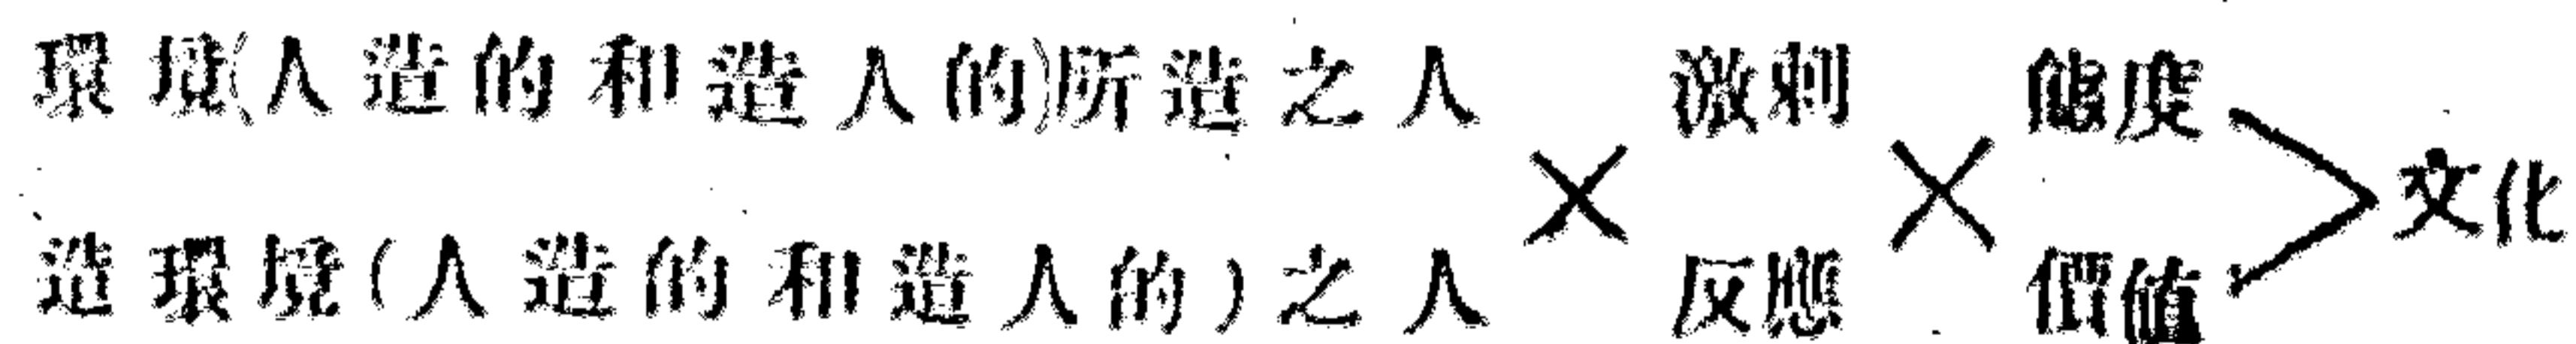 環境(人造的和造人的)所造之人 激刺 態度
文化
造環境(人造的和造人的)之人 反應 價值